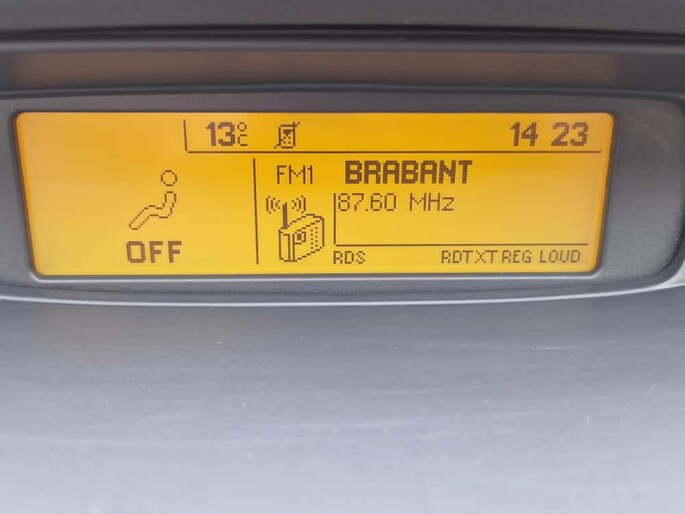 13°C 14 23
FM1 BRABANT
87.60 MHz
OFF
RDS RDTXT REG LOUD